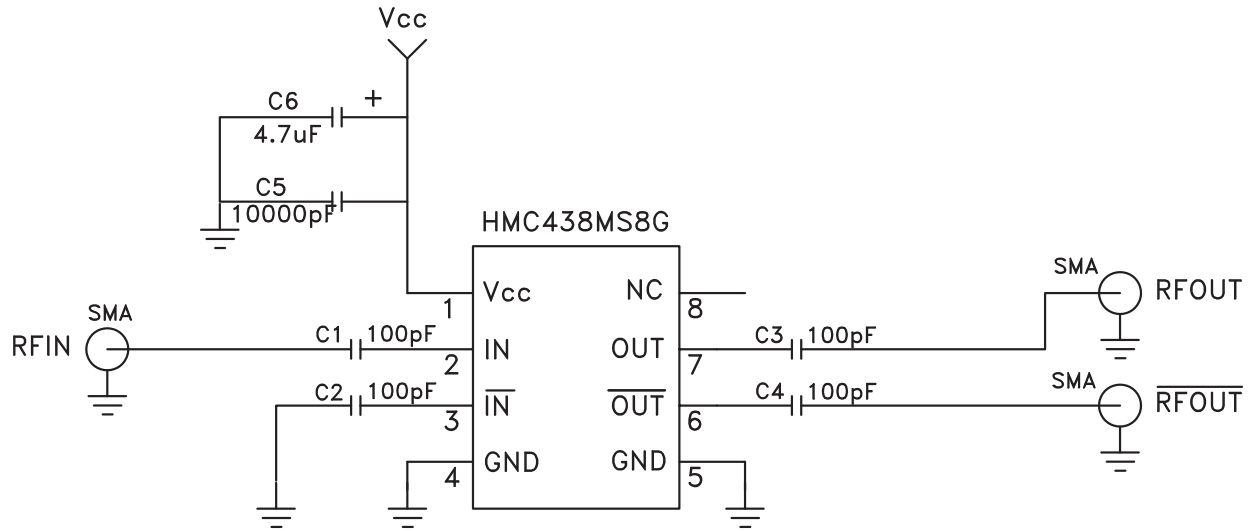 Vcc
C6
+
4.7uF
C5
10000pF
HMC438MS8G
1
Vcc
NC
8
SMA
RFOUT
RFIN
SMA
C1
100pF
2
IN
OUT
7
C3
100pF
C2
100pF
3
IN
OUT
6
C4
100pF
SMA
RFOUT
4
GND
GND
5